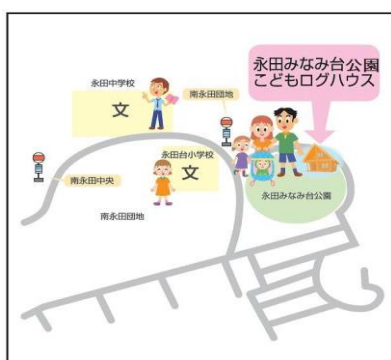 永田みなみ台公園
こどもログハウス
永田中学校
文
南永田団地
永田台小学校
文
南永田中央
南永田団地
永田みなみ台公園